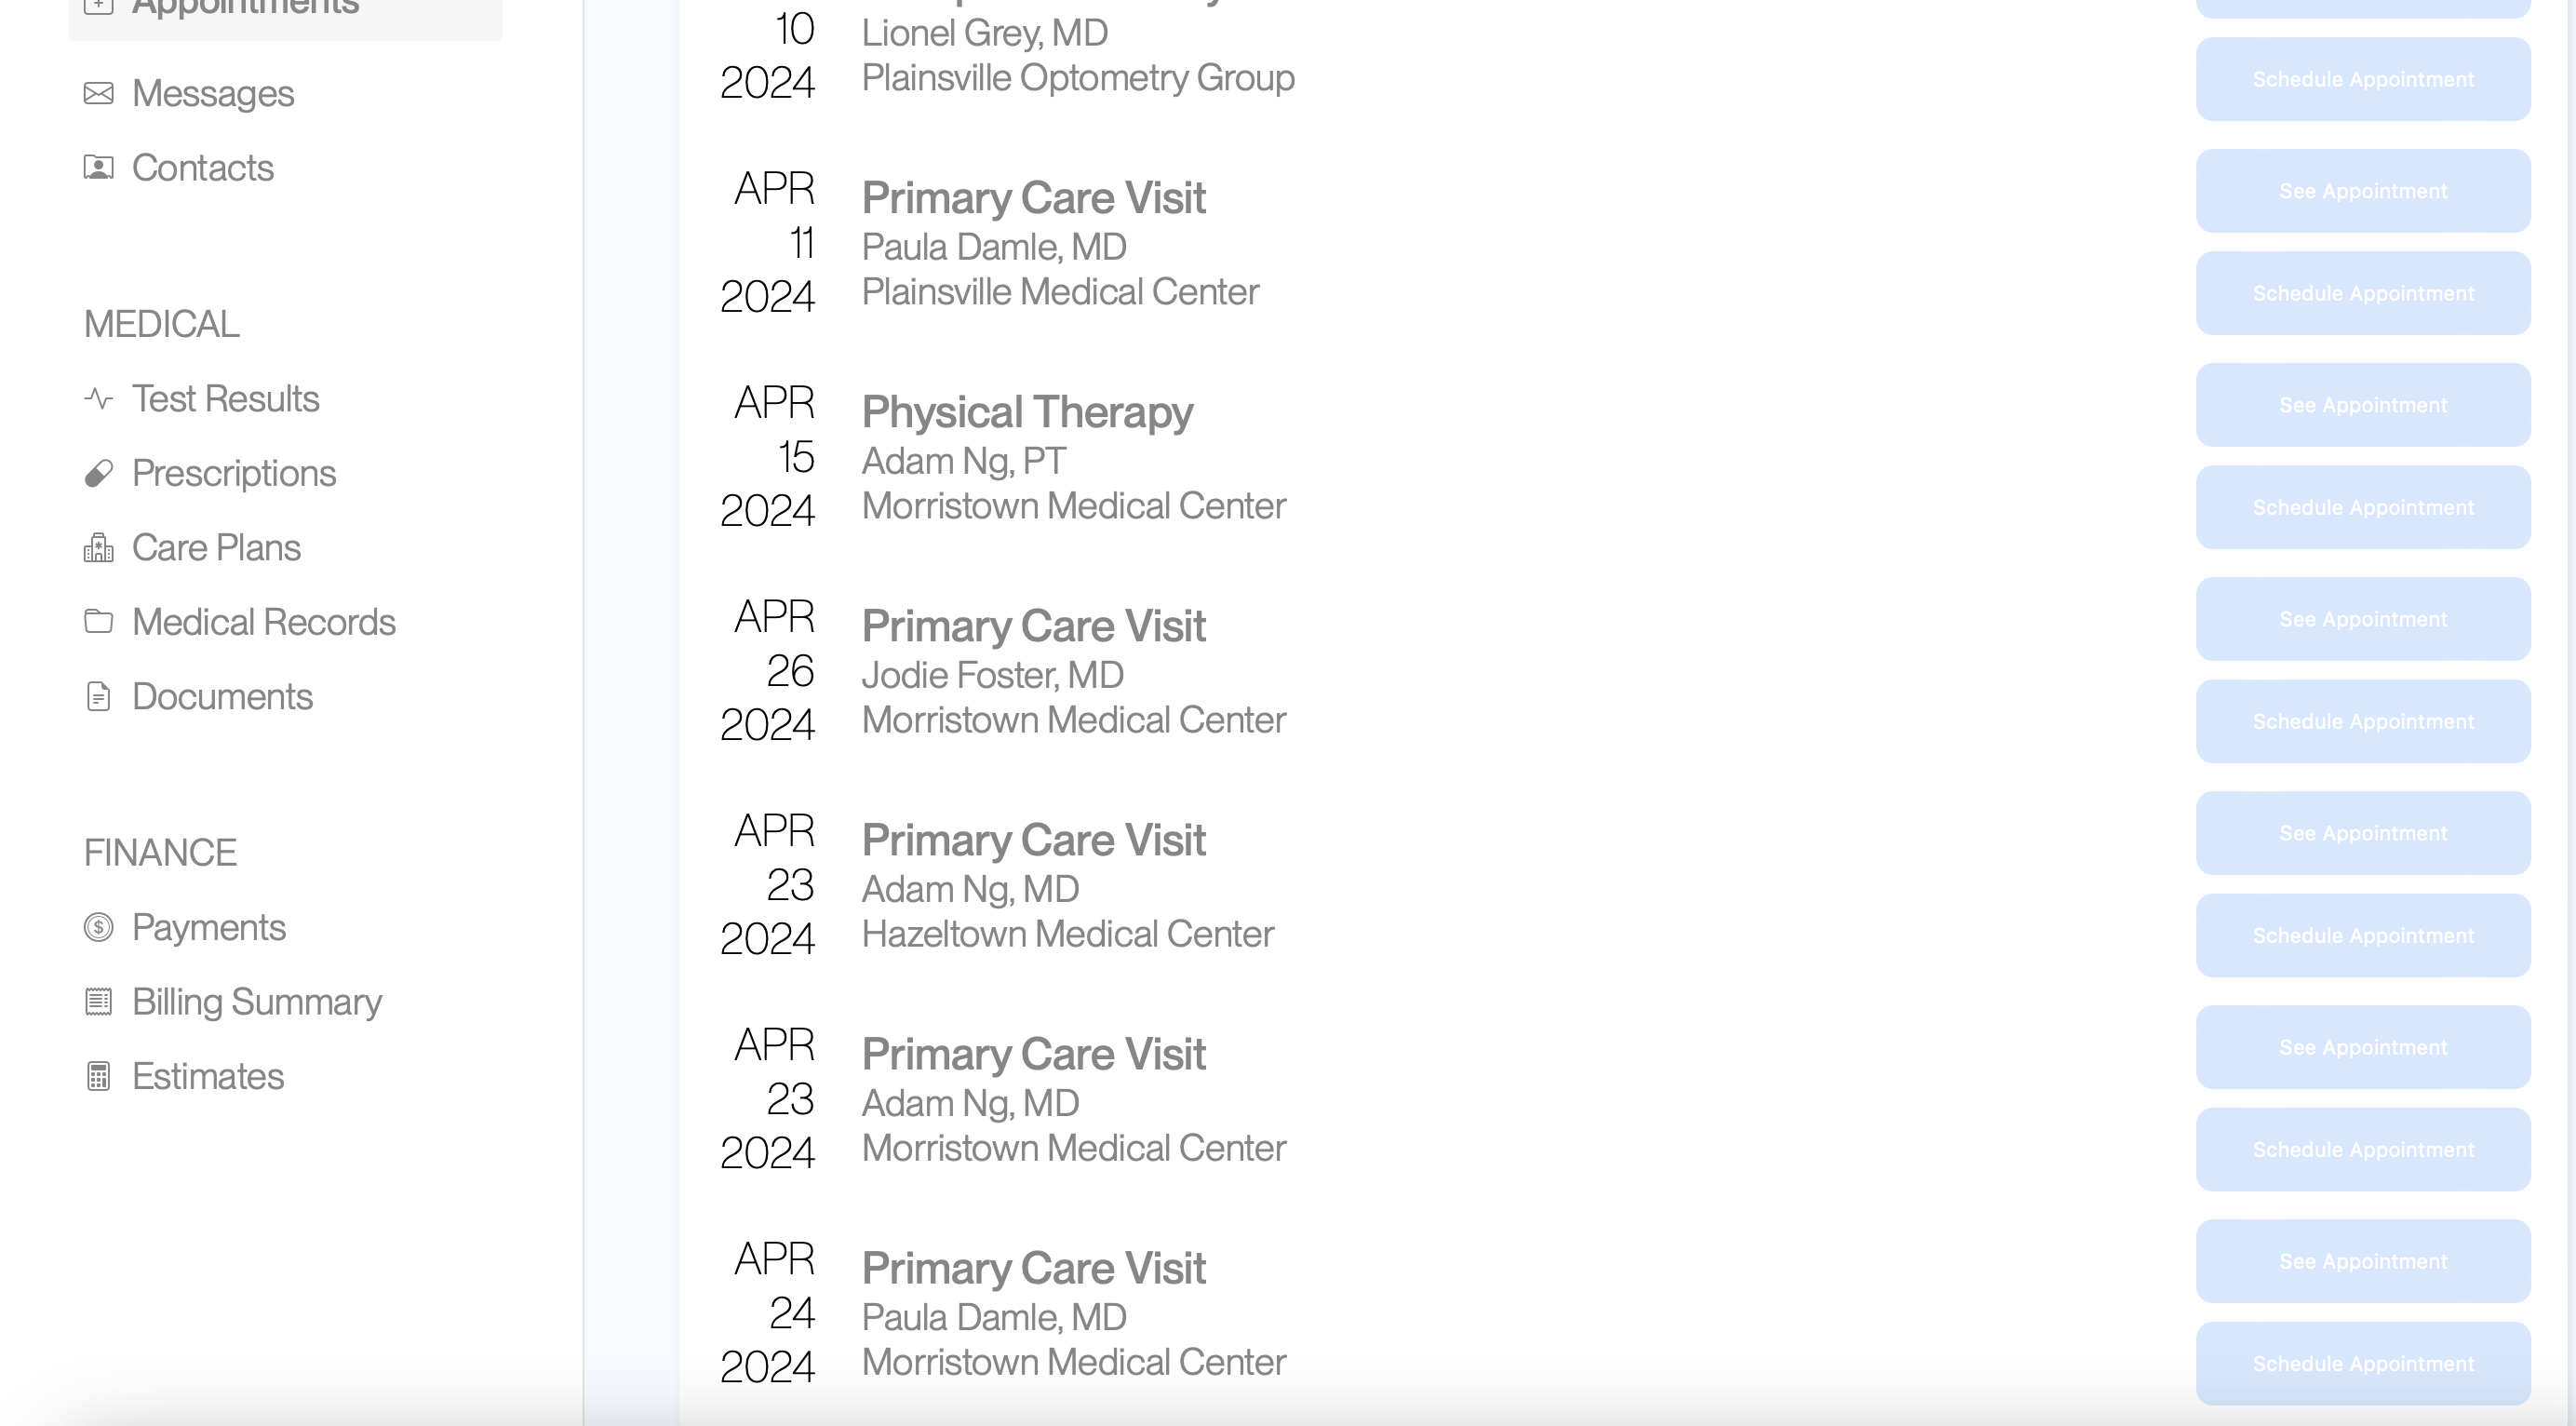 Appointments
Messages
Contacts
MEDICAL
Test Results
Prescriptions
Care Plans
Medical Records
Documents
FINANCE
Payments
Billing Summary
Estimates
10
2024
Lionel Grey, MD
Plainsville Optometry Group
Schedule Appointment
APR
11
2024
Primary Care Visit
Paula Damle, MD
Plainsville Medical Center
See Appointment
Schedule Appointment
APR
15
2024
Physical Therapy
Adam Ng, PT
Morristown Medical Center
See Appointment
Schedule Appointment
APR
26
2024
Primary Care Visit
Jodie Foster, MD
Morristown Medical Center
See Appointment
Schedule Appointment
APR
23
2024
Primary Care Visit
Adam Ng, MD
Hazeltown Medical Center
See Appointment
Schedule Appointment
APR
23
2024
Primary Care Visit
Adam Ng, MD
Morristown Medical Center
See Appointment
Schedule Appointment
APR
24
2024
Primary Care Visit
Paula Damle, MD
Morristown Medical Center
See Appointment
Schedule Appointment